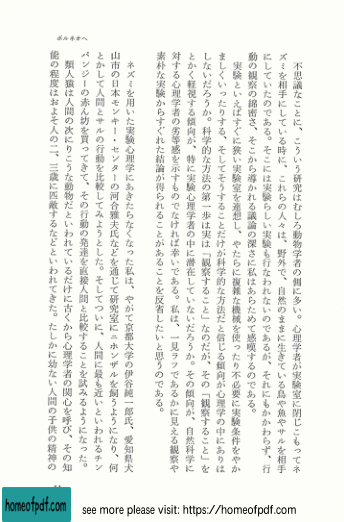 ボルネオへ
不思議なことに、こういう研究はむしろ動物学者の側に多い。心理学者が実験室に閉じこもってネ
ズミを相手にしている時に、これらの人々は、野外で、自然のままに生きている鳥や魚やサルを相手
にしていたのである。そこには実験らしい実験も行なわれないのであるが、それにもかかわらず、行
動の観察の綿密さ、そこから導かれる議論の深さに私はあらためて感嘆するのである。
実験といえばすぐに狭い実験室を連想し、やたらに複雑な機械を使ったり不必要に実験条件をやか
ましくいったりする、そしてそうすることだけが科学的な方法だと信じる傾向が心理学の中にありは
しないだろうか。科学的な方法の第一歩は実は「観察すること」なのだが、その「観察すること」を
とかく軽視する傾向が、特に実験心理学者の中に潜在していないだろうか。その傾向が、自然科学に
対する心理学者の劣等感を示すものでなければ幸いである。私は、一見ラフであるかに見える観察や
素朴な実験からすぐれた結論が得られることがあることを反省したいと思うのである。
ネズミを用いた実験心理学にあきたらなくなった私は、やがて京都大学の伊谷純一郎氏、愛知県犬
山市の日本モンキー・センターの河合雅夫氏などを通じて研究室にニホンザルを飼うようになり、何
とかして人間とサルの行動を比較してみようとした。そしてついに、人間に最も近いといわれるチン
パンジーの赤ん坊を買ってきて、その行動の発達を直接人間と比較することを試みるようになった。
類人猿は人間の次にりこうな動物だといわれているだけに古くから心理学者の関心を呼び、その知
能の程度はおよそ人の二、三歳に匹敵するなどといわれてきた。たしかに幼ない人間の子供の精神の
homeofpdf.com
see more please visit: https://homeofpdf.com